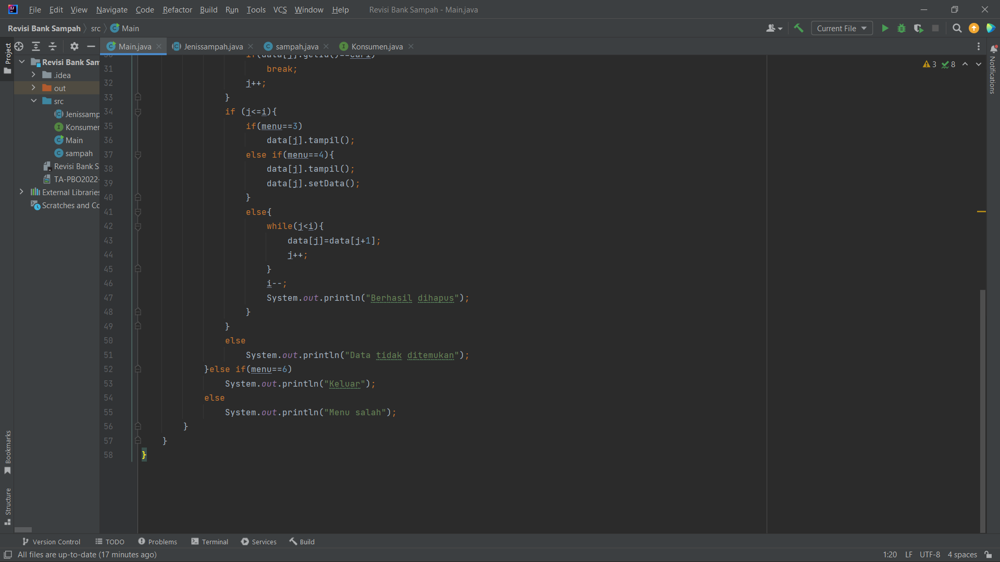 File Edit View Navigate Code Refactor Build Run Tools VCS Window Help Revisi Bank Sampah - Main.java
Revisi Bank Sampah src Main Current File
Project
Main.java Jenissampah.java sampah.java Konsumen.java
Revisi Bank Sam
.idea
out
src
Jenissamp
Konsumer
Main
sampah
Revisi Bank S
TA-PBO2022-
External Libraries
Scratches and Co
3 8
Notifications
31 break;
32 j++;
33 }
34 if (j<=i){
35 if(menu==3)
36 data[j].tampil();
37 else if(menu==4){
38 data[j].tampil();
39 data[j].setData();
40 }
41 else{
42 while(j<i){
43 data[j]=data[j+1];
44 j++;
45 }
46 i--;
47 System.out.println("Berhasil dihapus");
48 }
49 }
50 else
51 System.out.println("Data tidak ditemukan");
52 }else if(menu==6)
53 System.out.println("Keluar");
54 else
55 System.out.println("Menu salah");
56 }
57 }
58 }
Bookmarks
Structure
Version Control TODO Problems Terminal Services Build
All files are up-to-date (17 minutes ago) 1:20 LF UTF-8 4 spaces